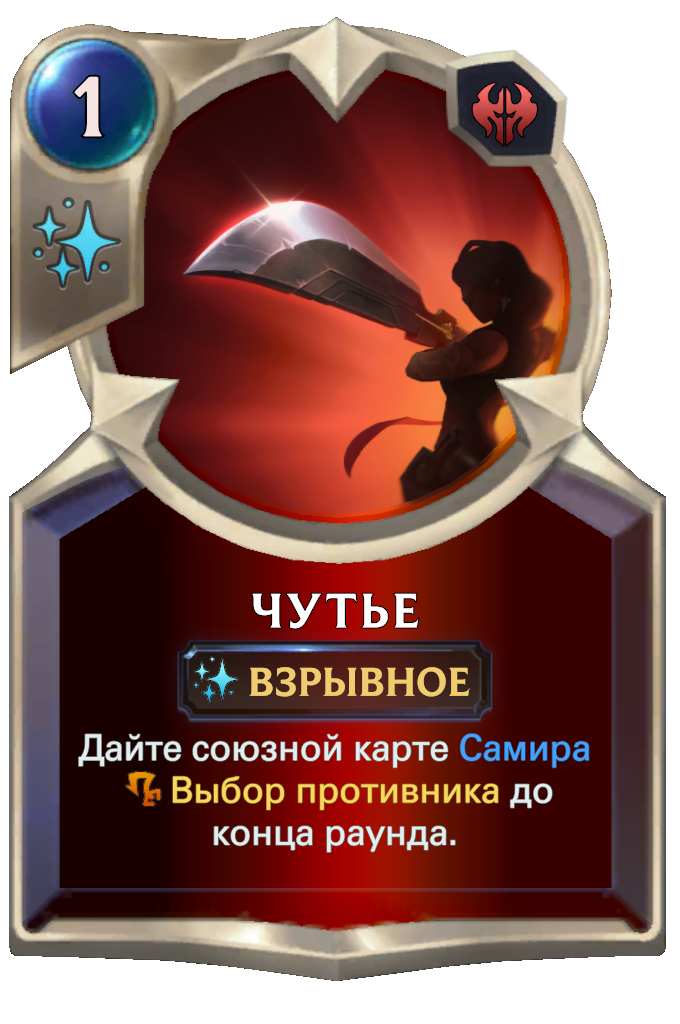 1
ЧУТЬЕ
ВЗРЫВНОЕ
Дайте союзной карте Самира
Выбор противника до
конца раунда.